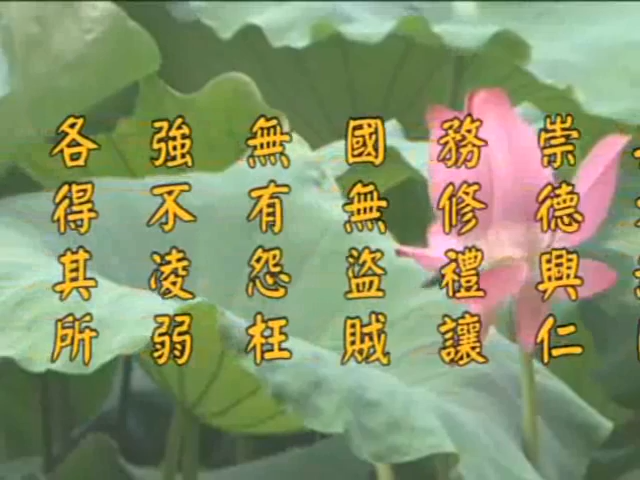 崇德興仁
務修禮讓
國無盜賊
無有怨枉
強不凌弱
各得其所